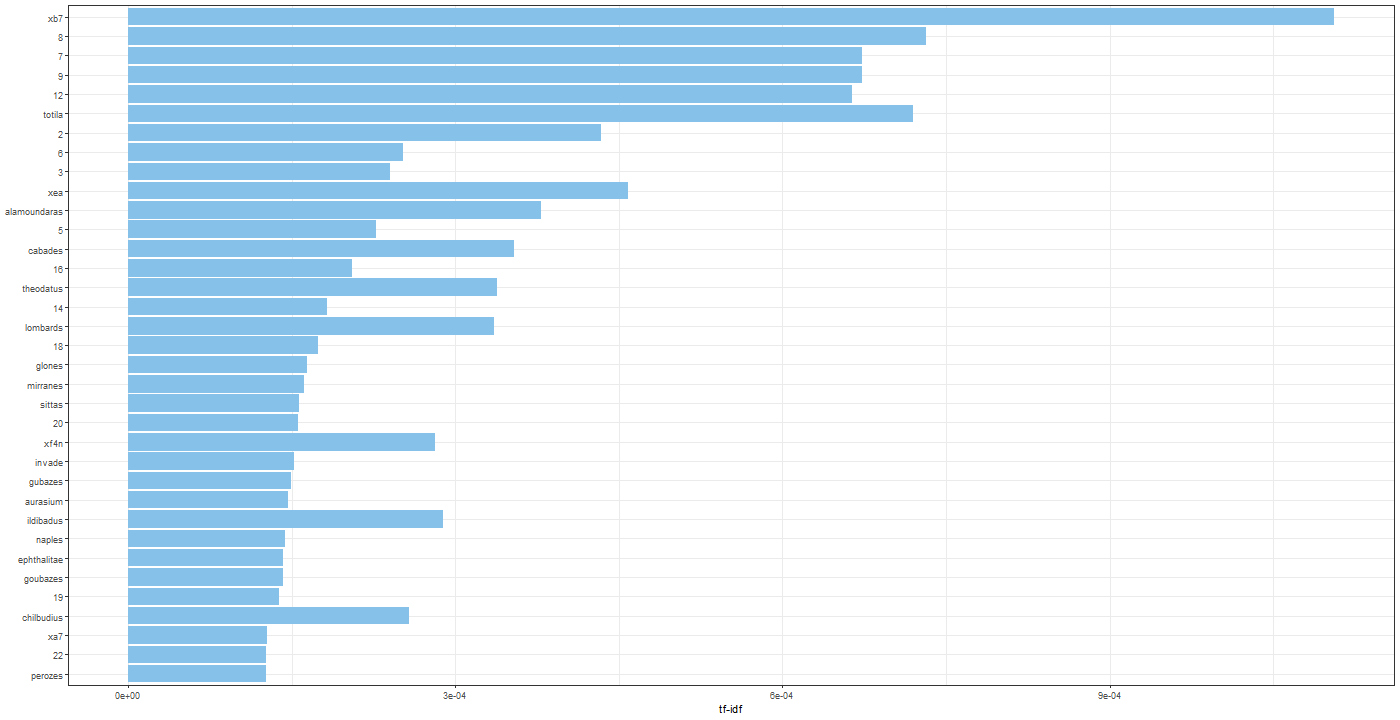 xb7
8
7
9
12
totila
2
6
3
xea
alamoundaras
5
cabades
16
theodatus
14
lombards
18
glones
mirranes
sittas
20
xf4n
invade
gubazes
aurasium
ildibadus
naples
ephthalitae
goubazes
19
chilbudius
xa7
22
perozes
0e+00 3e-04 6e-04 9e-04
tf-idf